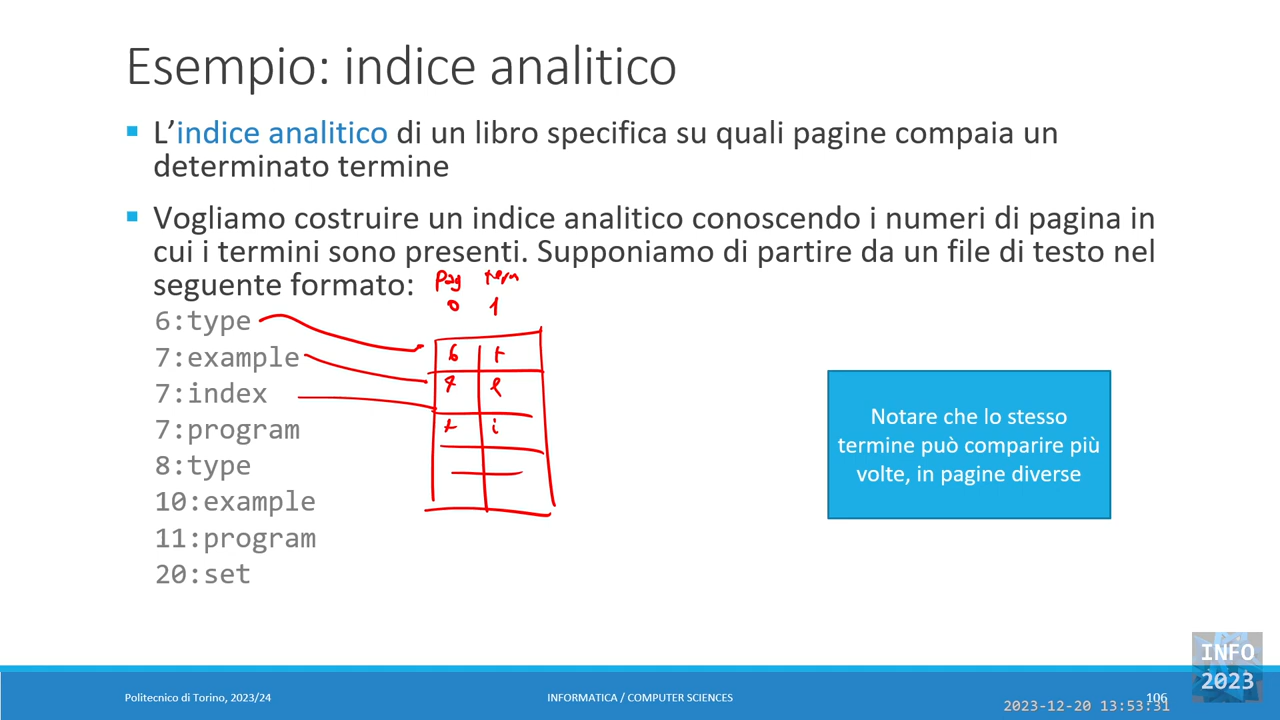 Esempio: indice analitico
L'indice analitico di un libro specifica su quali pagine compaia un
determinato termine
Vogliamo costruire un indice analitico conoscendo i numeri di pagina in
cui i termini sono presenti. Supponiamo di partire da un file di testo nel
seguente formato:
Pag term
0 1
6:type
7:example
7:index
7:program
8:type
10:example
11:program
20:set
6 t
7 e
i
Notare che lo stesso
termine può comparire più
volte, in pagine diverse
INFO
2023
Politecnico di Torino, 2023/24
INFORMATICA / COMPUTER SCIENCES
106
2023-12-20 13:53:31